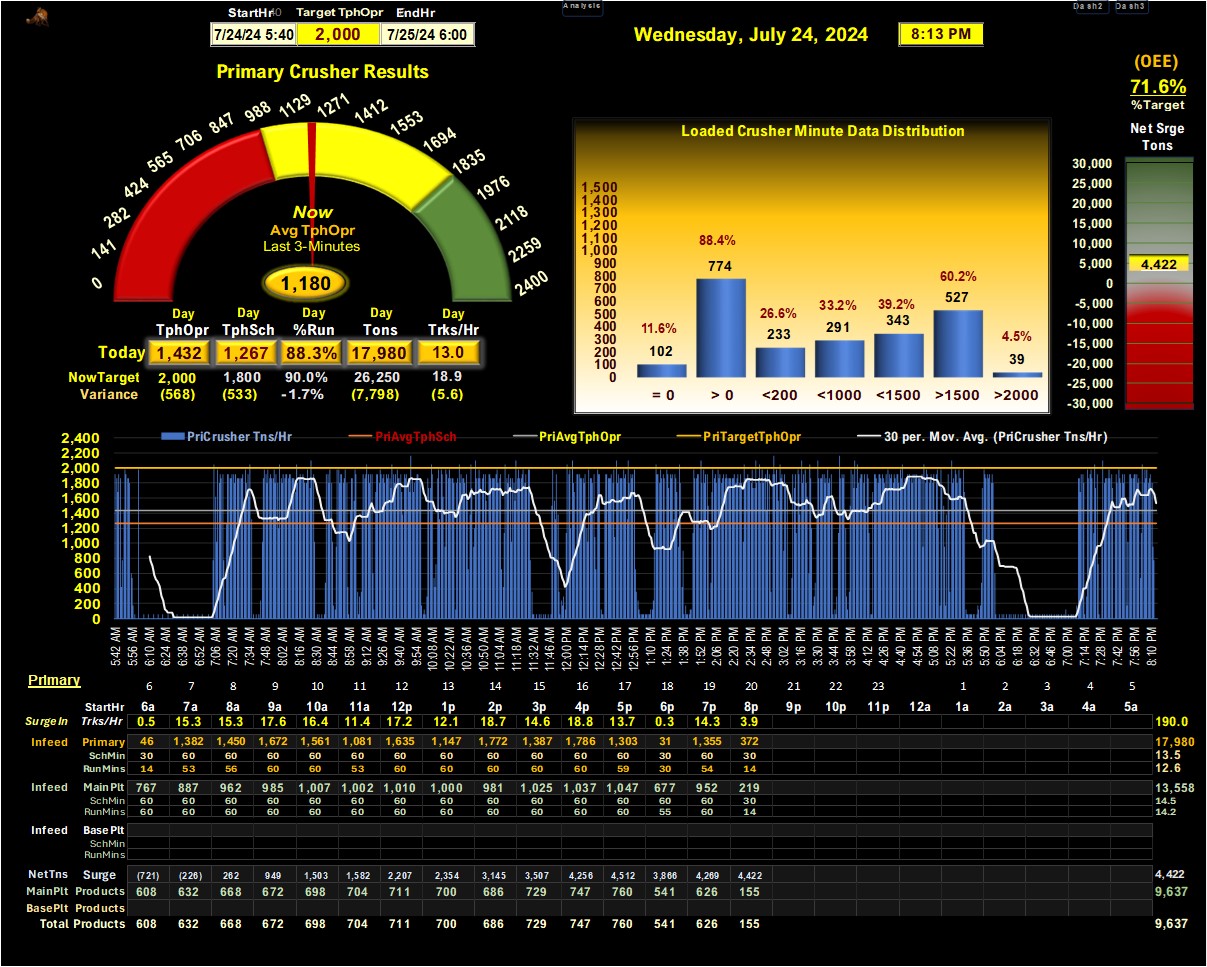 StartHr Target TphOpr EndHr
7/24/24 5:40 2,000 7/25/24 6:00
Analysis
Dash2 Dash3
Wednesday, July 24, 2024 8:13 PM
(OEE)
71.6%
%Target
Primary Crusher Results
0 141 282 424 565 706 847 988 1129 1271 1412 1553 1694 1835 1976 2118 2259 2400
Now
Avg TphOpr
Last 3-Minutes
1,180
Day Day Day Day Day
TphOpr TphSch %Run Tons Trks/Hr
Today 1,432 1,267 88.3% 17,980 13.0
NowTarget 2,000 1,800 90.0% 26,250 18.9
Variance (568) (533) -1.7% (7,798) (5.6)
Loaded Crusher Minute Data Distribution
1,500
1,400
1,300
1,200
1,100
1,000
900
800
700
600
500
400
300
200
100
0
11.6% 88.4% 26.6% 33.2% 39.2% 60.2% 4.5%
102 774 233 291 343 527 39
= 0 > 0 <200 <1000 <1500 >1500 >2000
Net Srge
Tons
30,000
25,000
20,000
15,000
10,000
5,000
0
-5,000
-10,000
-15,000
-20,000
-25,000
-30,000
4,422
PriCrusher Tns/Hr PriAvgTphSch PriAvgTphOpr PriTargetTphOpr 30 per. Mov. Avg. (PriCrusher Tns/Hr)
2,400
2,200
2,000
1,800
1,600
1,400
1,200
1,000
800
600
400
200
0
5:42 AM 5:56 AM 6:10 AM 6:24 AM 6:38 AM 6:52 AM 7:06 AM 7:20 AM 7:34 AM 7:48 AM 8:02 AM 8:16 AM 8:30 AM 8:44 AM 8:58 AM 9:12 AM 9:26 AM 9:40 AM 9:54 AM 10:08 AM 10:22 AM 10:36 AM 10:50 AM 11:04 AM 11:18 AM 11:32 AM 11:46 AM 12:00 PM 12:14 PM 12:28 PM 12:42 PM 12:56 PM 1:10 PM 1:24 PM 1:38 PM 1:52 PM 2:06 PM 2:20 PM 2:34 PM 2:48 PM 3:02 PM 3:16 PM 3:30 PM 3:44 PM 3:58 PM 4:12 PM 4:26 PM 4:40 PM 4:54 PM 5:08 PM 5:22 PM 5:36 PM 5:50 PM 6:04 PM 6:18 PM 6:32 PM 6:46 PM 7:00 PM 7:14 PM 7:28 PM 7:42 PM 7:56 PM 8:10 PM
Primary
6 7 8 9 10 11 12 13 14 15 16 17 18 19 20 21 22 23 1 2 3 4 5
StartHr 6a 7a 8a 9a 10a 11a 12p 1p 2p 3p 4p 5p 6p 7p 8p 9p 10p 11p 12a 1a 2a 3a 4a 5a
SurgeIn Trks/Hr 0.5 15.3 15.3 17.6 16.4 11.4 17.2 12.1 18.7 14.6 18.8 13.7 0.3 14.3 3.9 190.0
Infeed Primary 46 1,382 1,450 1,672 1,561 1,081 1,635 1,147 1,772 1,387 1,786 1,303 31 1,355 372 17,980
SchMin 30 60 60 60 60 60 60 60 60 60 60 60 30 60 30 13.5
RunMins 14 53 56 60 60 53 60 60 60 60 60 59 30 54 14 12.6
Infeed MainPlt 767 887 962 985 1,007 1,002 1,010 1,000 981 1,025 1,037 1,047 677 952 219 13,558
SchMin 60 60 60 60 60 60 60 60 60 60 60 60 60 60 30 14.5
RunMins 60 60 60 60 60 60 60 60 60 60 60 60 55 60 14 14.2
Infeed BasePlt
SchMin
RunMins
NetTns Surge (721) (226) 262 949 1,503 1,582 2,207 2,354 3,145 3,507 4,256 4,512 3,866 4,269 4,422 4,422
MainPlt Products 608 632 668 672 698 704 711 700 686 729 747 760 541 626 155 9,637
BasePlt Products
Total Products 608 632 668 672 698 704 711 700 686 729 747 760 541 626 155 9,637